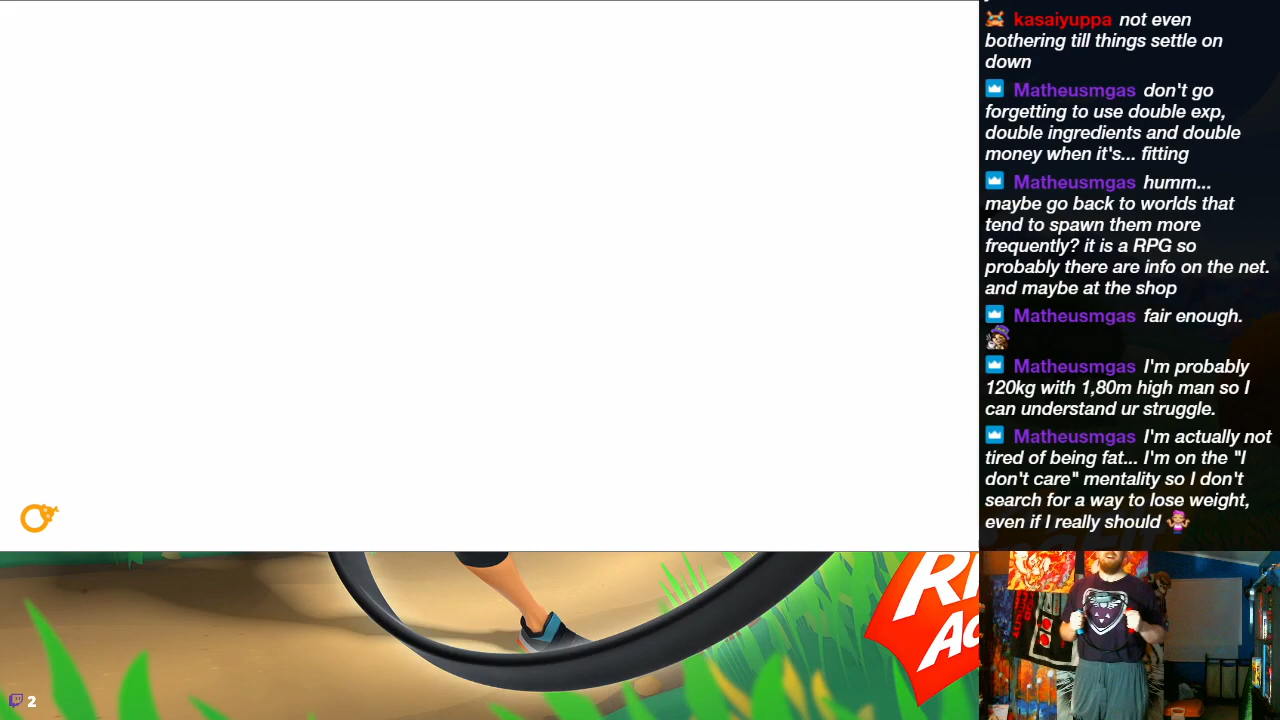 kasaiyuppa not even
bothering till things settle on
down
Matheusmgas don't go
forgetting to use double exp,
double ingredients and double
money when it's... fitting
Matheusmgas humm...
maybe go back to worlds that
tend to spawn them more
frequently? it is a RPG so
probably there are info on the net.
and maybe at the shop
Matheusmgas fair enough.
Matheusmgas I'm probably
120kg with 1,80m high man so I
can understand ur struggle.
Matheusmgas I'm actually not
tired of being fat... I'm on the "I
don't care" mentality so I don't
search for a way to lose weight,
even if I really should
2